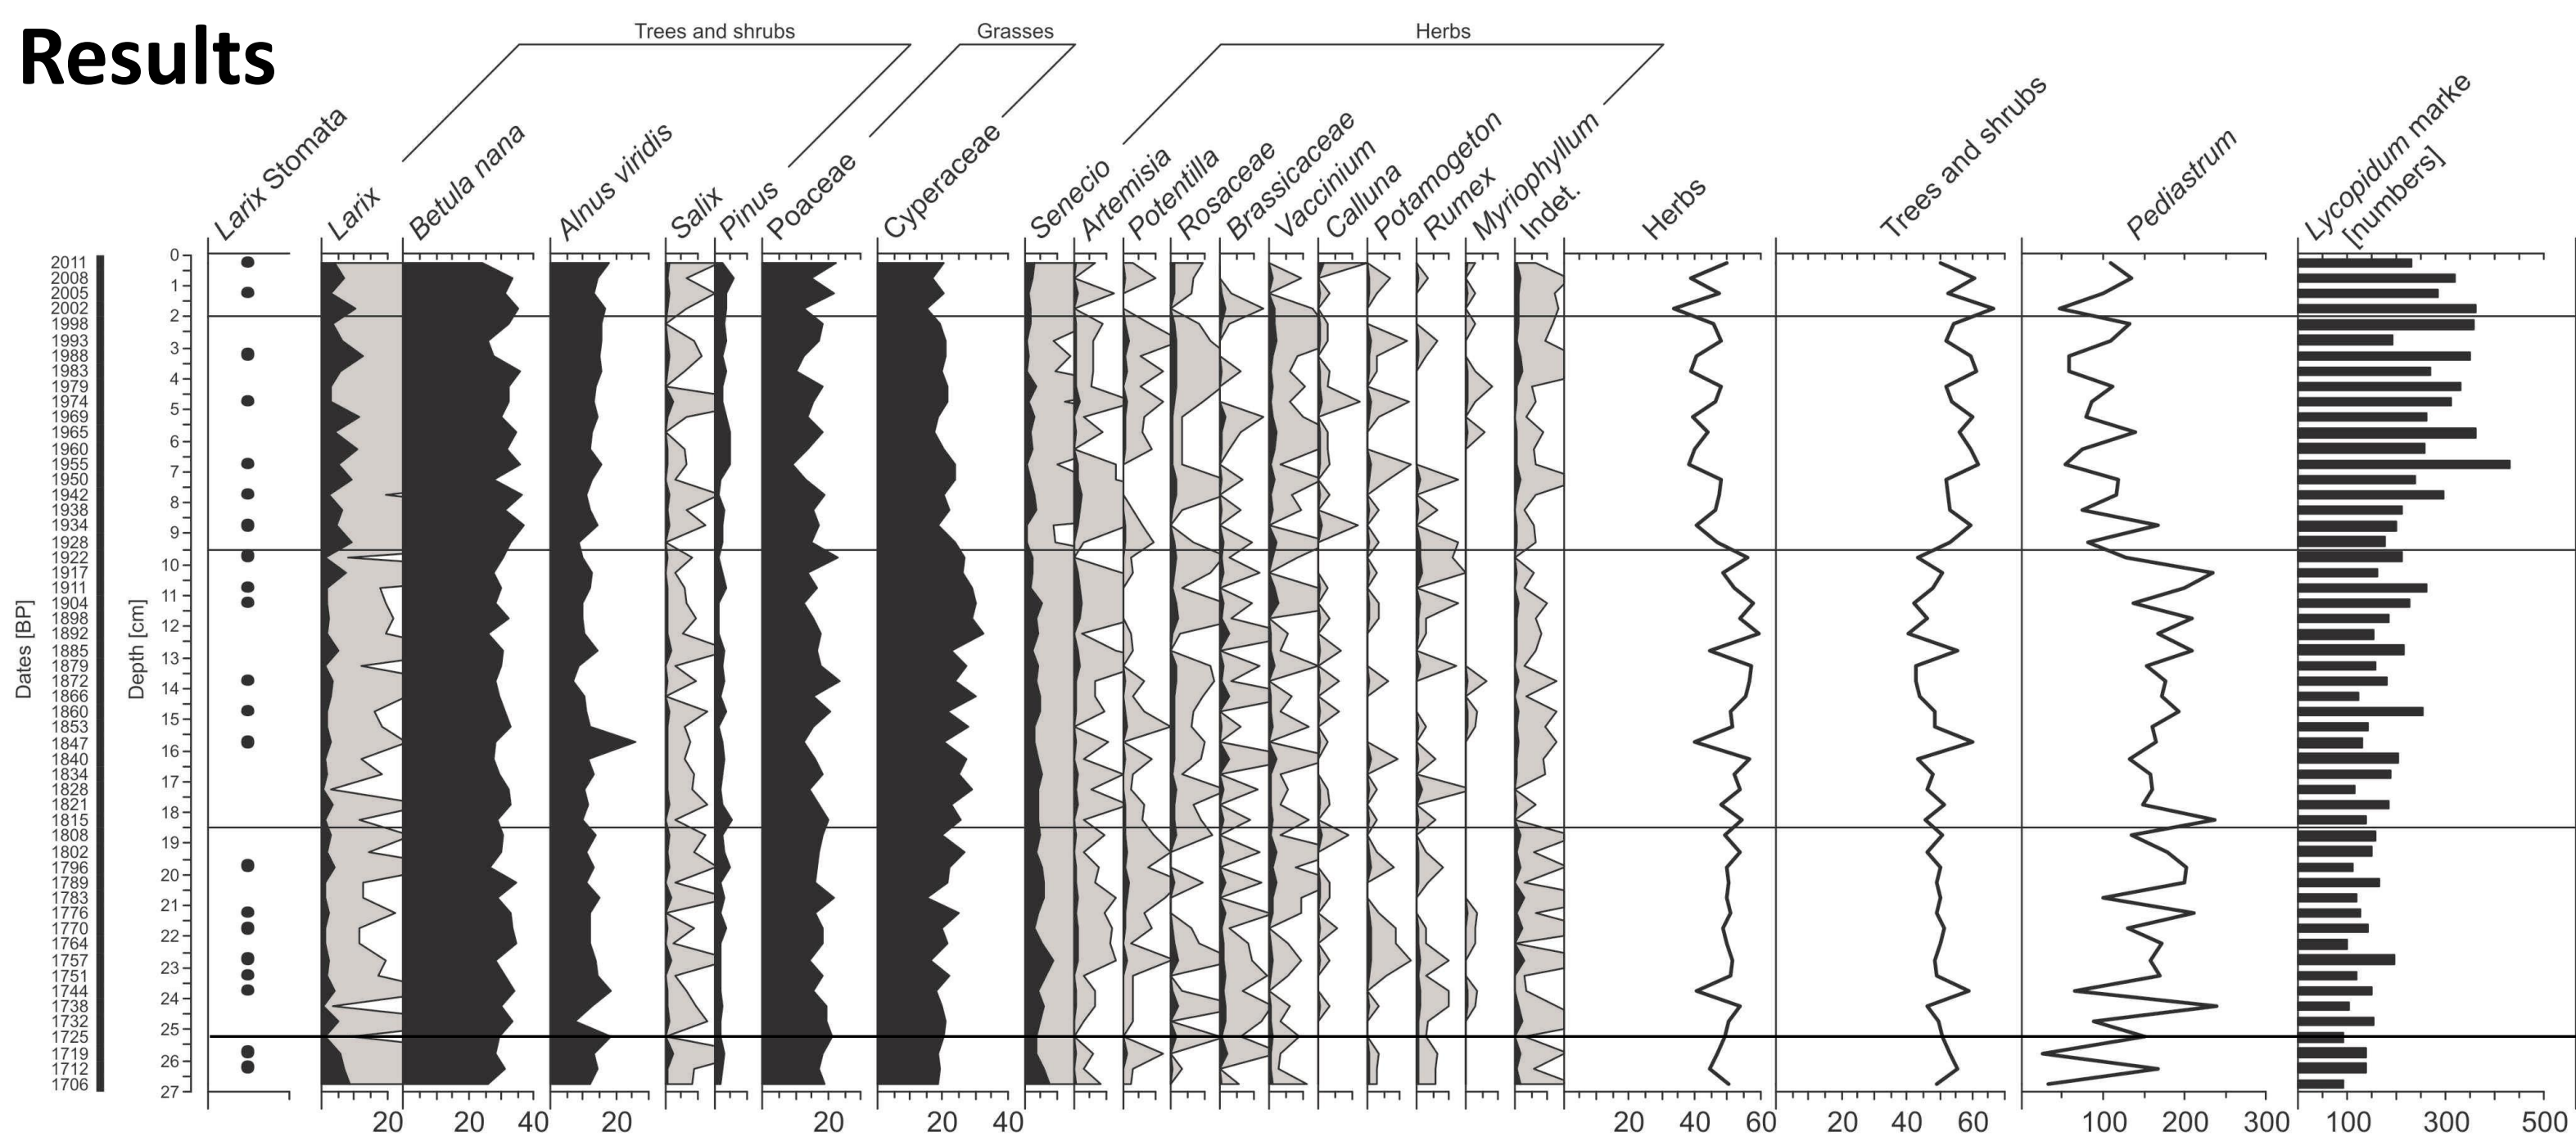 Results
Trees and shrubs
Grasses
Herbs
Larix Stomata
Larix
Betula nana
Alnus viridis
Salix
Pinus
Poaceae
Cyperaceae
Senecio
Artemisia
Potentilla
Rosaceae
Brassicaceae
Vaccinium
Calluna
Potamogeton
Rumex
Myriophyllum
Indet.
Herbs
Trees and shrubs
Pediastrum
Lycopidum marke
[numbers]
Dates [BP]
2011
2008
2005
2002
1998
1993
1988
1983
1979
1974
1969
1965
1960
1955
1950
1942
1938
1934
1928
1922
1917
1911
1904
1898
1892
1885
1879
1872
1866
1860
1853
1847
1840
1834
1828
1821
1815
1808
1802
1796
1789
1783
1776
1770
1764
1757
1751
1744
1738
1732
1725
1719
1712
1706
Depth [cm]
0
1
2
3
4
5
6
7
8
9
10
11
12
13
14
15
16
17
18
19
20
21
22
23
24
25
26
27
20 20 40 20 20 20 40 20 40 60 20 40 60 100 200 300 100 300 500